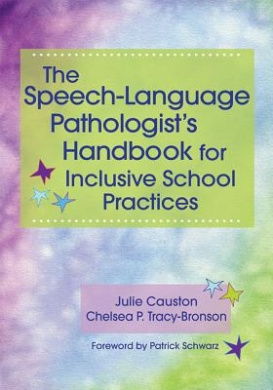 The
Speech-Language
Pathologist's
Handbook for
Inclusive School
Practices
Julie Causton
Chelsea P. Tracy-Bronson
Foreword by Patrick Schwarz